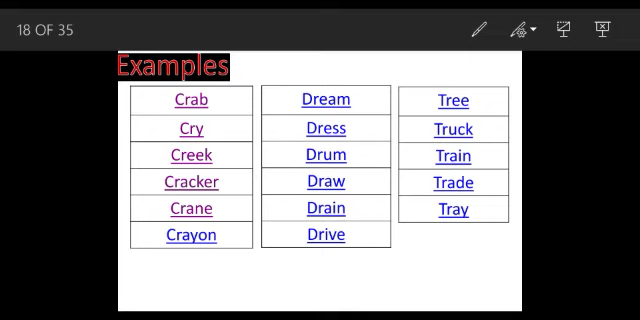 18 OF 35
Examples
Crab
Cry
Creek
Cracker
Crane
Crayon
Dream
Dress
Drum
Draw
Drain
Drive
Tree
Truck
Train
Trade
Tray